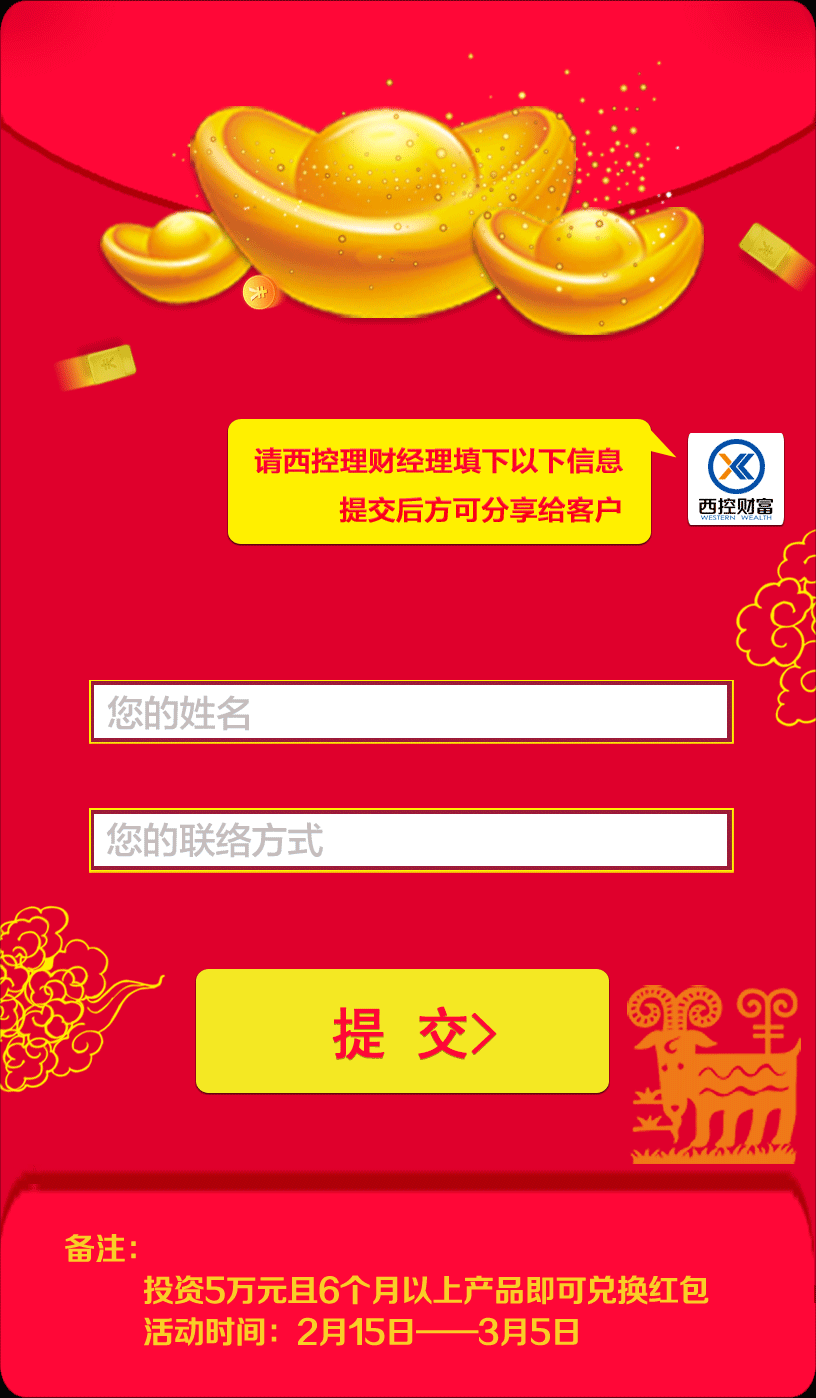 请西控理财经理填下以下信息
提交后方可分享给客户
西控财富
WESTERN WEALTH
您的姓名
您的联络方式
提 交>
备注：
投资5万元且6个月以上产品即可兑换红包
活动时间：2月15日——3月5日